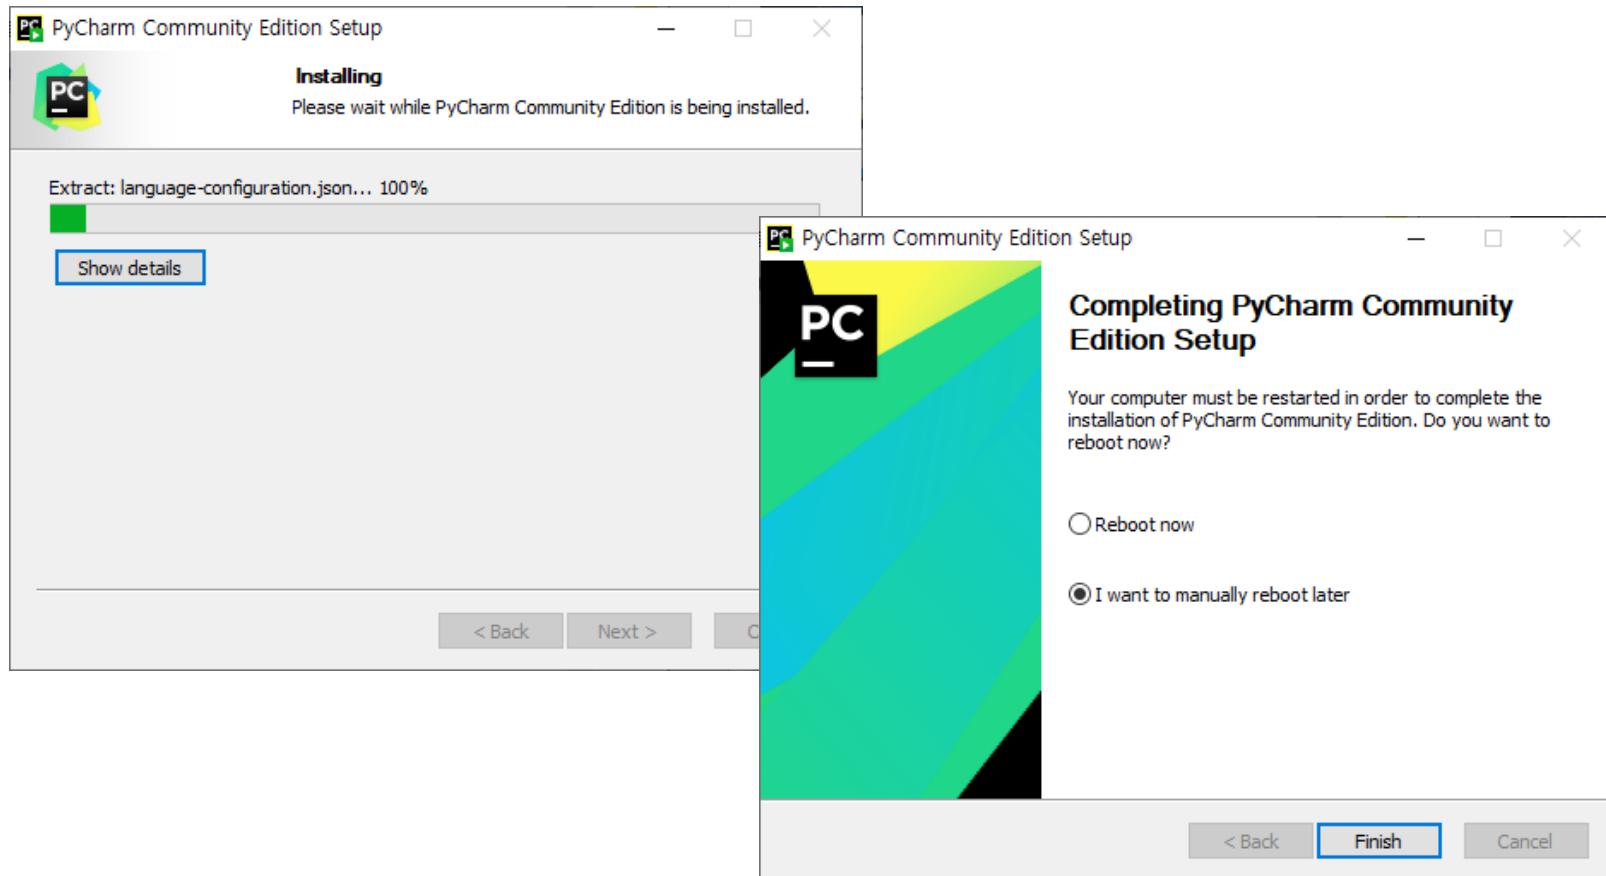 PyCharm Community Edition Setup
PC
Installing
Please wait while PyCharm Community Edition is being installed.
Extract: language-configuration.json... 100%
Show details
< Back
Next >
PyCharm Community Edition Setup
PC
Completing PyCharm Community
Edition Setup
Your computer must be restarted in order to complete the
installation of PyCharm Community Edition. Do you want to
reboot now?
Reboot now
I want to manually reboot later
< Back
Finish
Cancel